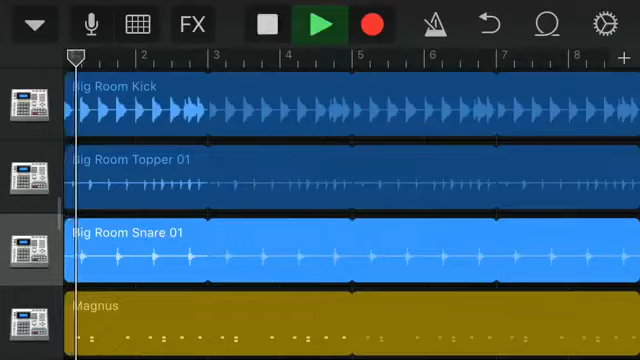 FX
2 3 4 5 6 7 8
Big Room Kick
Big Room Topper 01
Big Room Snare 01
Magnus